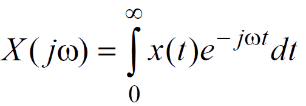 X(jω) = ∫₀^∞ x(t)e^{−jωt} dt